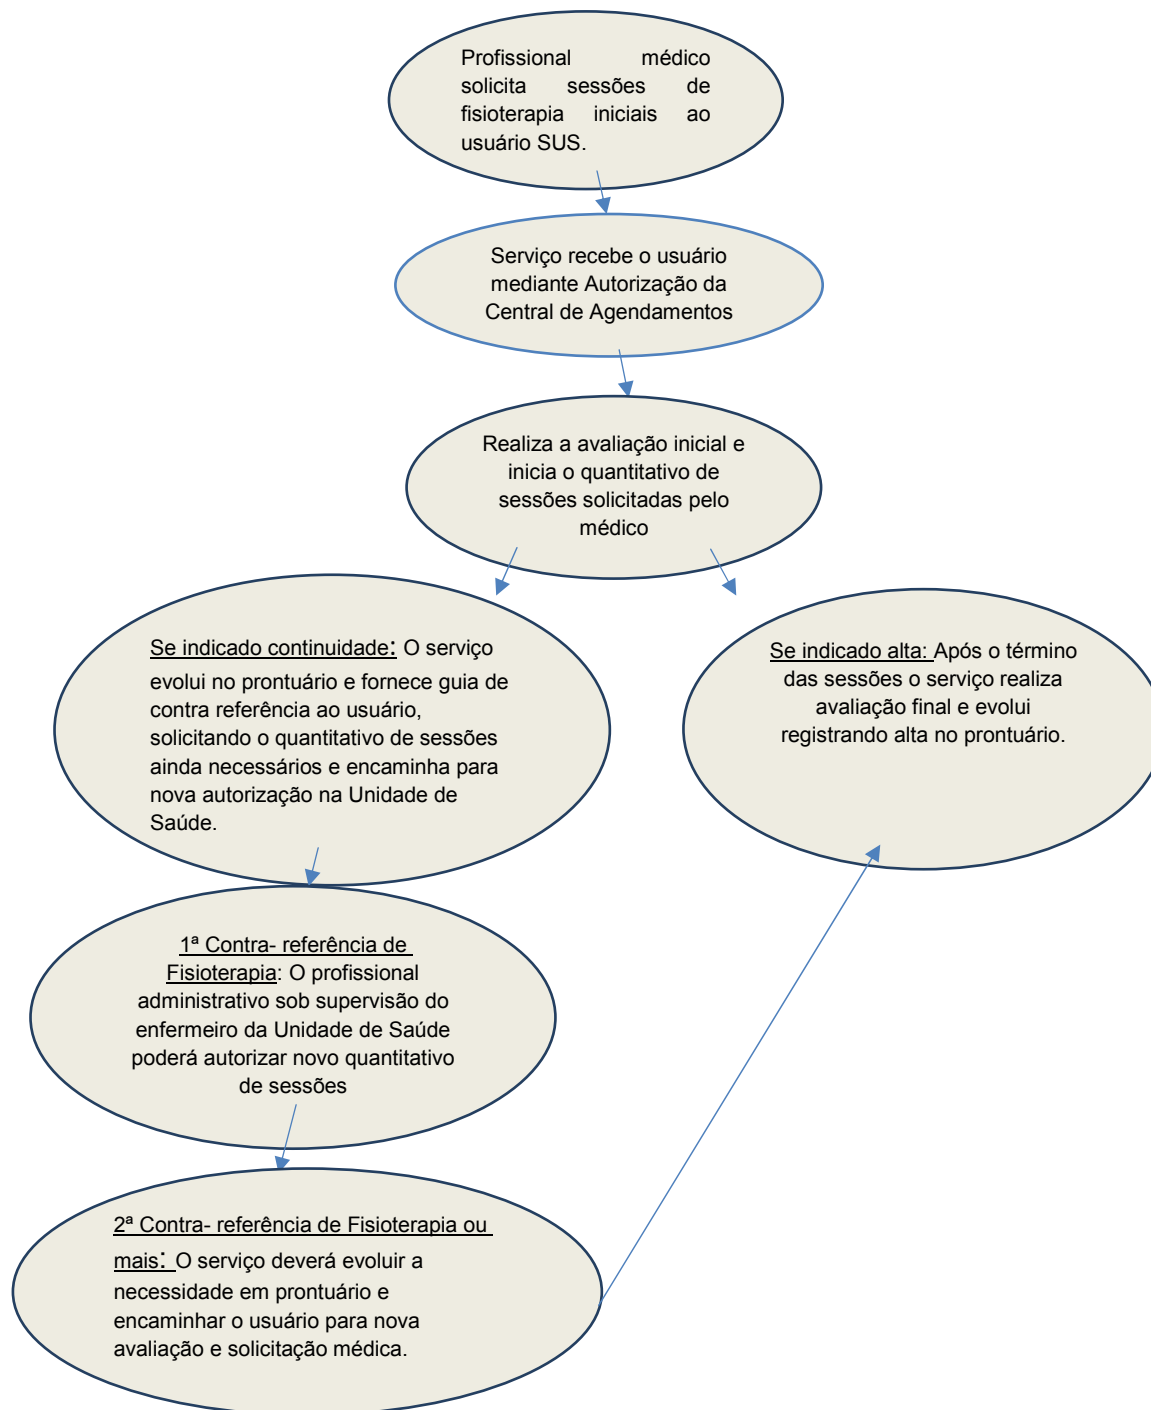 Profissional médico
solicita sessões de
fisioterapia iniciais ao
usuário SUS.
Serviço recebe o usuário
mediante Autorização da
Central de Agendamentos
Realiza a avaliação inicial e
inicia o quantitativo de
sessões solicitadas pelo
médico
Se indicado continuidade: O serviço
evolui no prontuário e fornece guia de
contra referência ao usuário,
solicitando o quantitativo de sessões
ainda necessários e encaminha para
nova autorização na Unidade de
Saúde.
Se indicado alta: Após o término
das sessões o serviço realiza
avaliação final e evolui
registrando alta no prontuário.
1ª Contra- referência de
Fisioterapia: O profissional
administrativo sob supervisão do
enfermeiro da Unidade de Saúde
poderá autorizar novo quantitativo
de sessões
2ª Contra- referência de Fisioterapia ou
mais: O serviço deverá evoluir a
necessidade em prontuário e
encaminhar o usuário para nova
avaliação e solicitação médica.